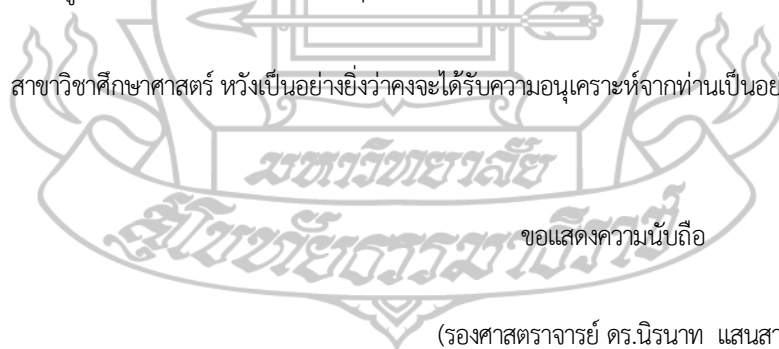 สาขาวิชาศึกษาศาสตร์ หวังเป็นอย่างยิ่งว่าคงจะได้รับความอนุเคราะห์จากท่านเป็นอย่
มหาวิทยาลัย
สุโขทัยธรรมาธิราช
ขอแสดงความนับถือ
(รองศาสตราจารย์ ดร.นิรนาท แสนสา